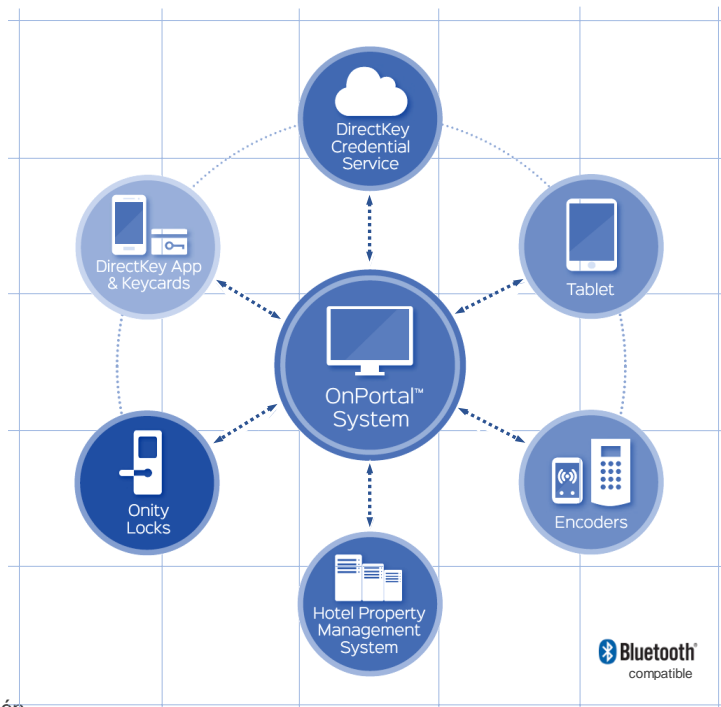 DirectKey
Credential
Service
DirectKey App
& Keycards
Tablet
OnPortal™
System
Onity
Locks
Encoders
Hotel Property
Management
System
Bluetooth®
compatible